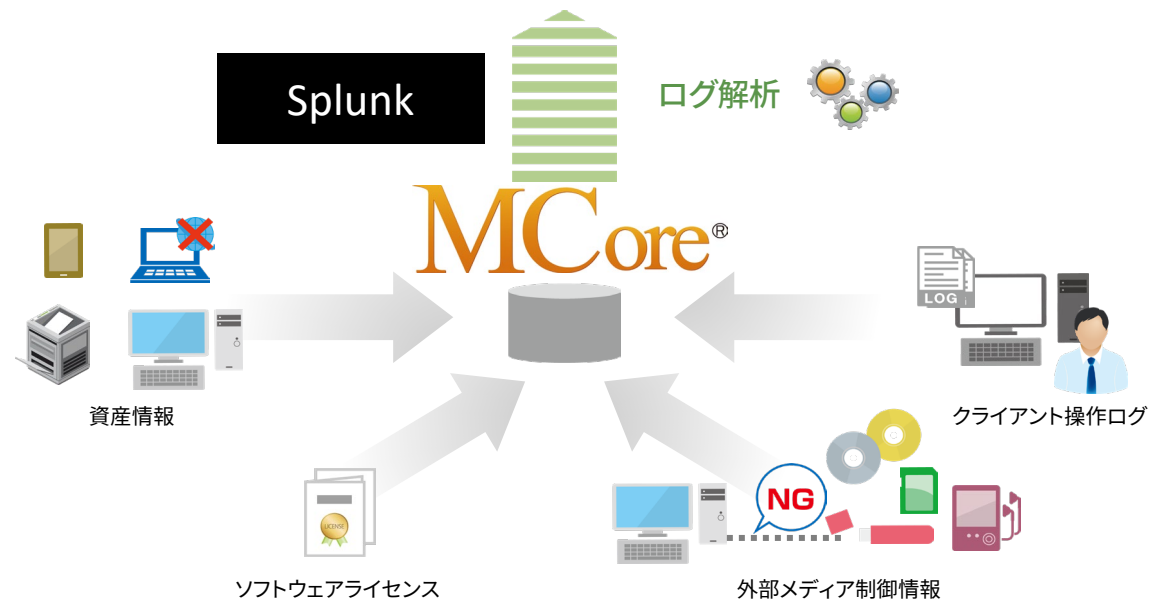 Splunk
ログ解析
MCore®
LOG
資産情報
クライアント操作ログ
LICENSE
NG
ソフトウェアライセンス
外部メディア制御情報